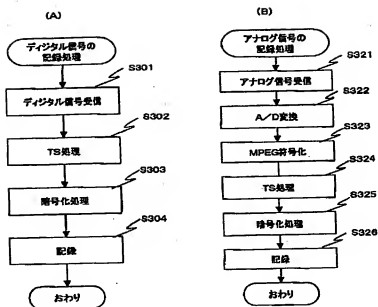 (A)
ディジタル信号の
記録処理
S301
ディジタル信号受信
S302
TS処理
S303
暗号化処理
S304
記録
おわり
(B)
アナログ信号の
記録処理
S321
アナログ信号受信
S322
A/D変換
S323
MPEG符号化
S324
TS処理
S325
暗号化処理
S326
記録
おわり